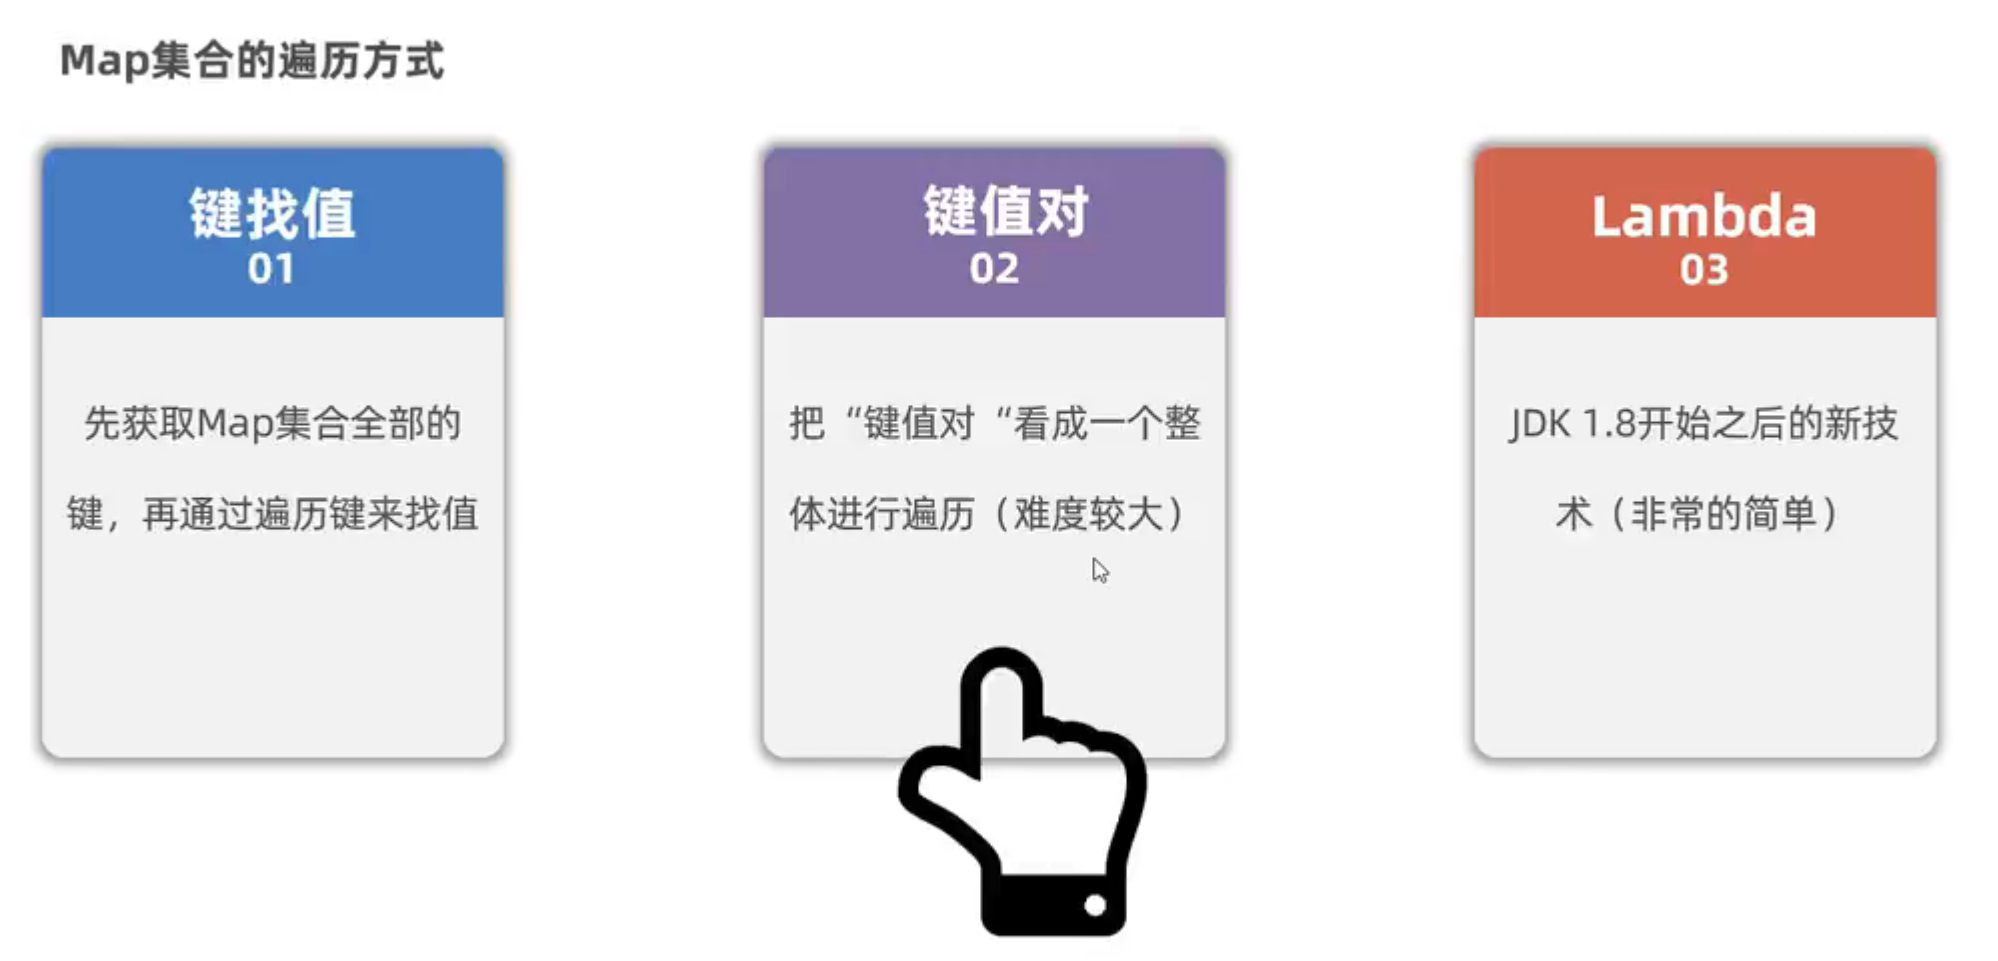 Map集合的遍历方式
键找值
01
先获取Map集合全部的
键，再通过遍历键来找值
键值对
02
把“键值对“看成一个整
体进行遍历（难度较大）
Lambda
03
JDK 1.8开始之后的新技
术（非常的简单）